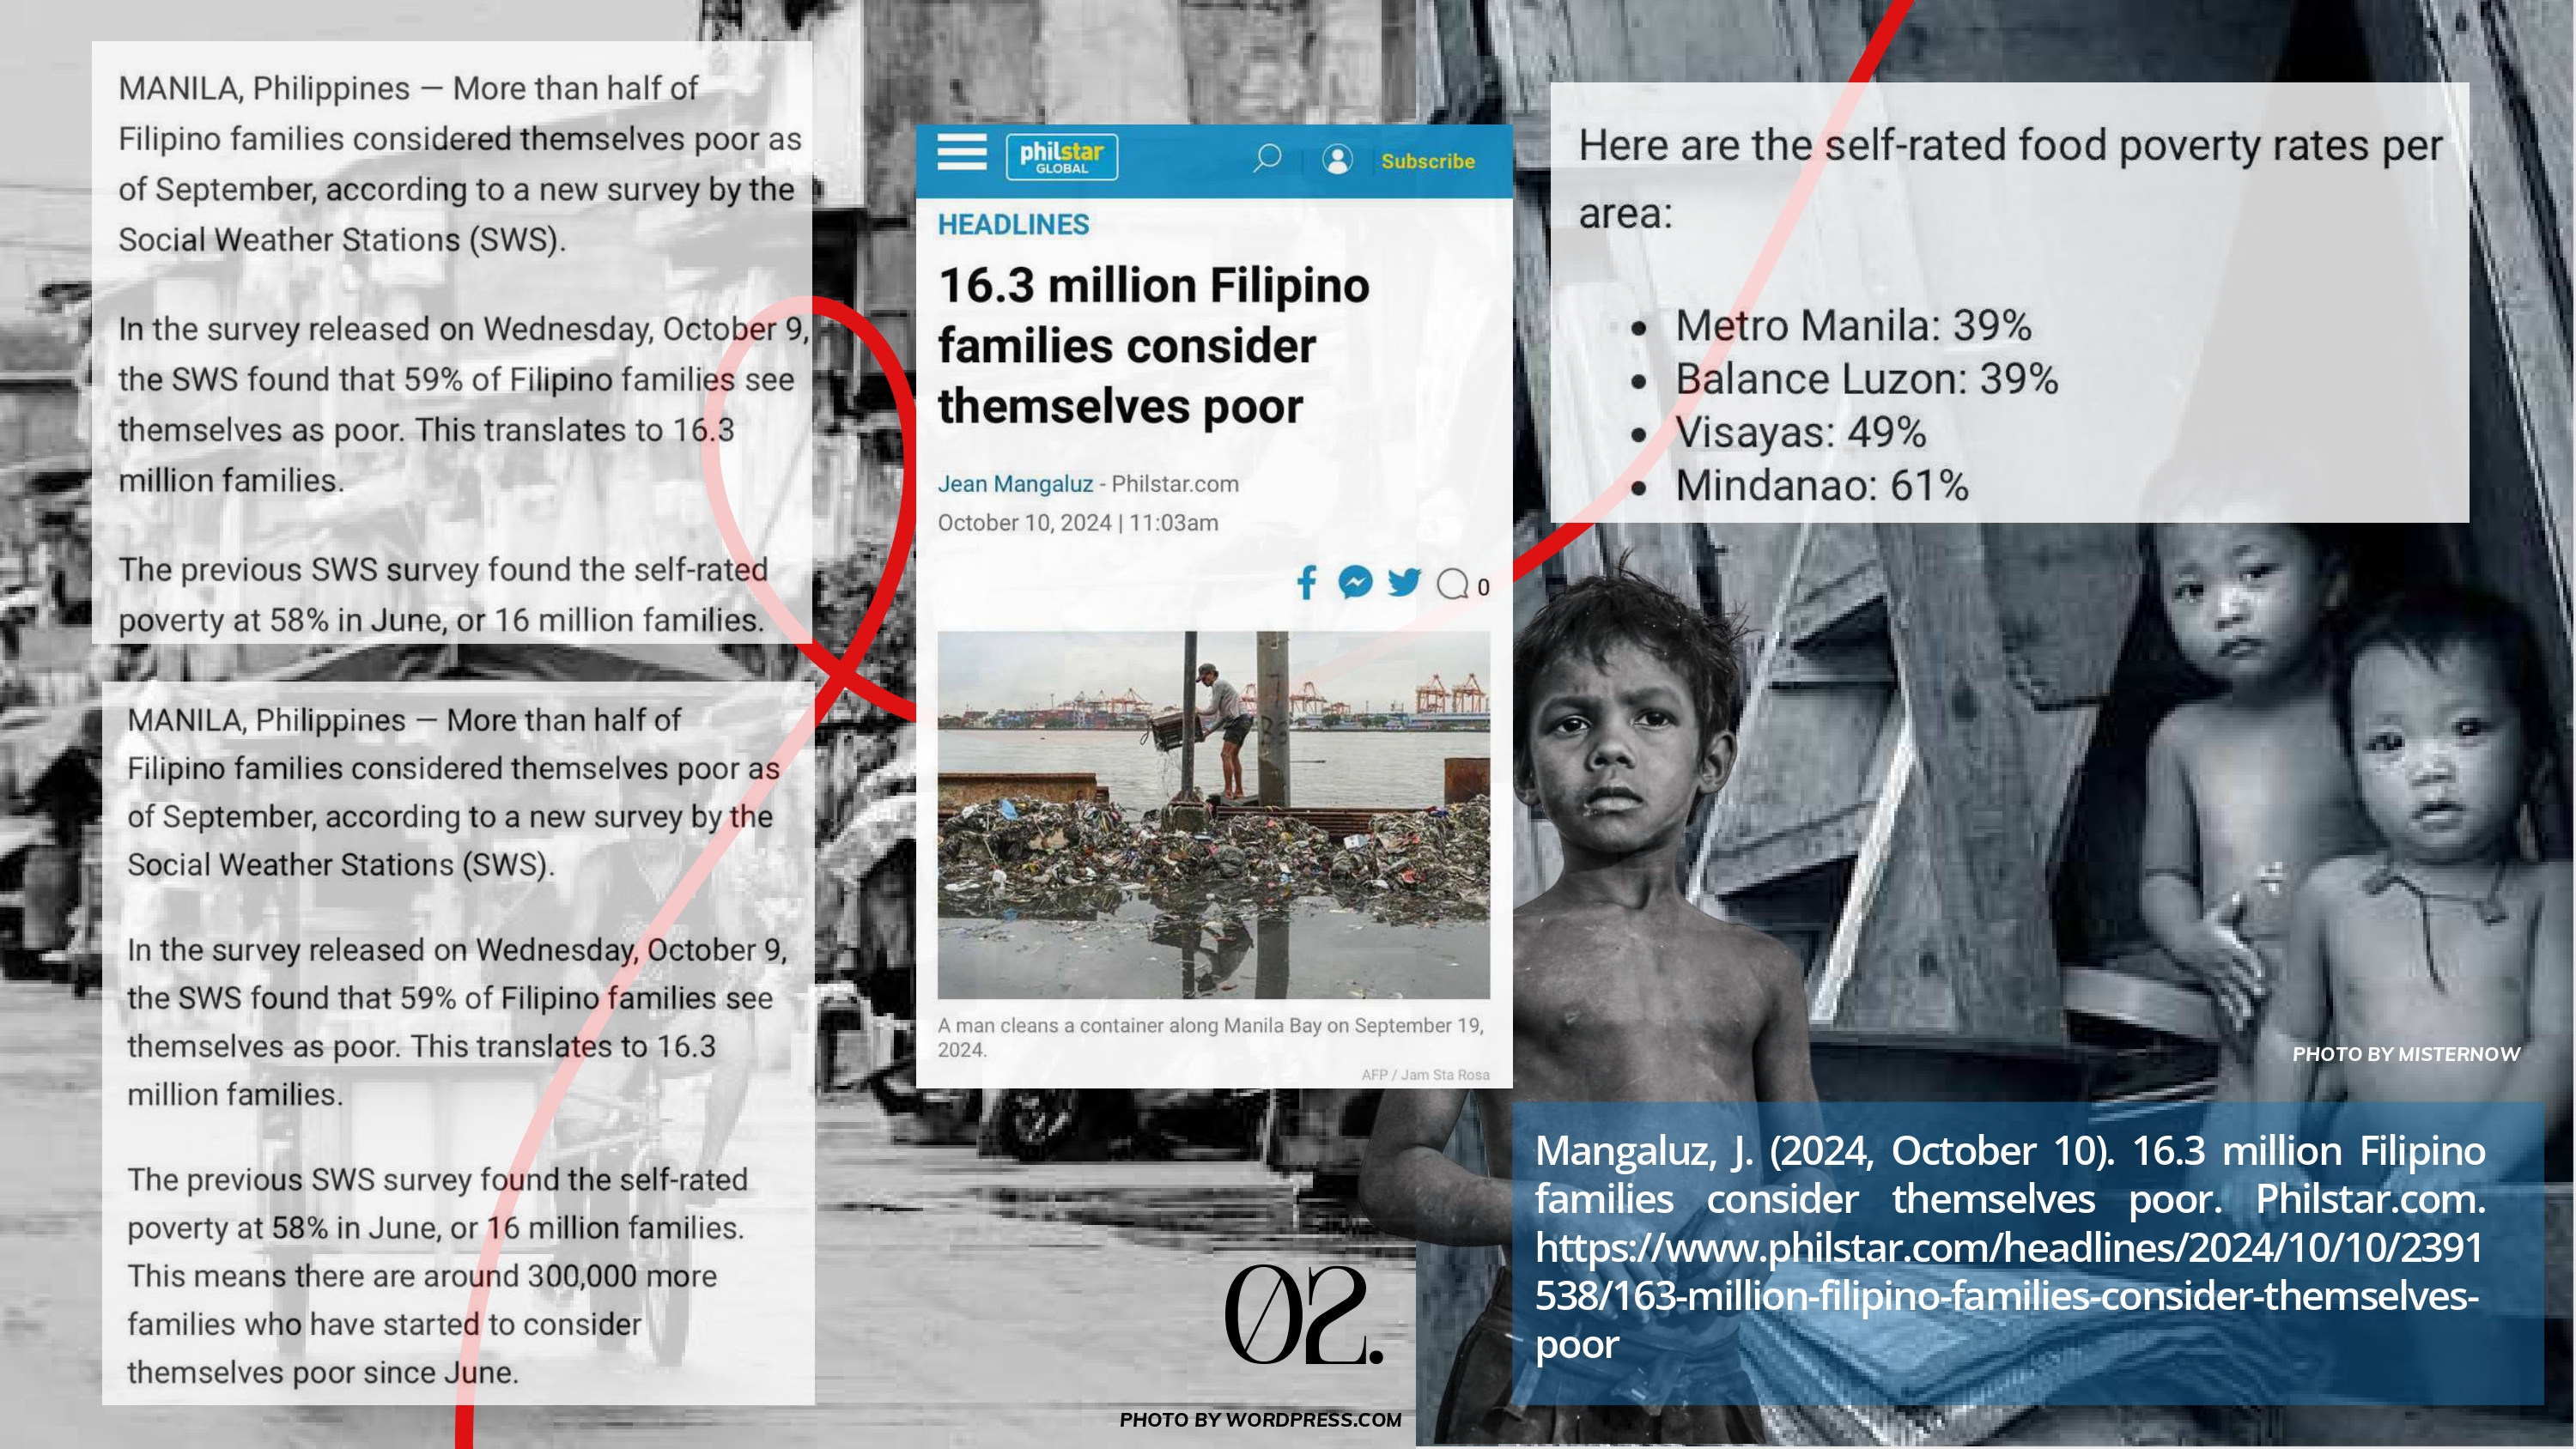 MANILA, Philippines — More than half of
Filipino families considered themselves poor as
of September, according to a new survey by the
Social Weather Stations (SWS).
In the survey released on Wednesday, October 9,
the SWS found that 59% of Filipino families see
themselves as poor. This translates to 16.3
million families.
The previous SWS survey found the self-rated
poverty at 58% in June, or 16 million families.
MANILA, Philippines — More than half of
Filipino families considered themselves poor as
of September, according to a new survey by the
Social Weather Stations (SWS).
In the survey released on Wednesday, October 9,
the SWS found that 59% of Filipino families see
themselves as poor. This translates to 16.3
million families.
The previous SWS survey found the self-rated
poverty at 58% in June, or 16 million families.
This means there are around 300,000 more
families who have started to consider
themselves poor since June.
philstar
GLOBAL
Subscribe
HEADLINES
16.3 million Filipino
families consider
themselves poor
Jean Mangaluz - Philstar.com
October 10, 2024 | 11:03am
0
A man cleans a container along Manila Bay on September 19,
2024.
AFP / Jam Sta Rosa
02.
PHOTO BY WORDPRESS.COM
Here are the self-rated food poverty rates per
area:
• Metro Manila: 39%
• Balance Luzon: 39%
• Visayas: 49%
• Mindanao: 61%
PHOTO BY MISTERNOW
Mangaluz, J. (2024, October 10). 16.3 million Filipino
families consider themselves poor. Philstar.com.
https://www.philstar.com/headlines/2024/10/10/2391
538/163-million-filipino-families-consider-themselves-
poor